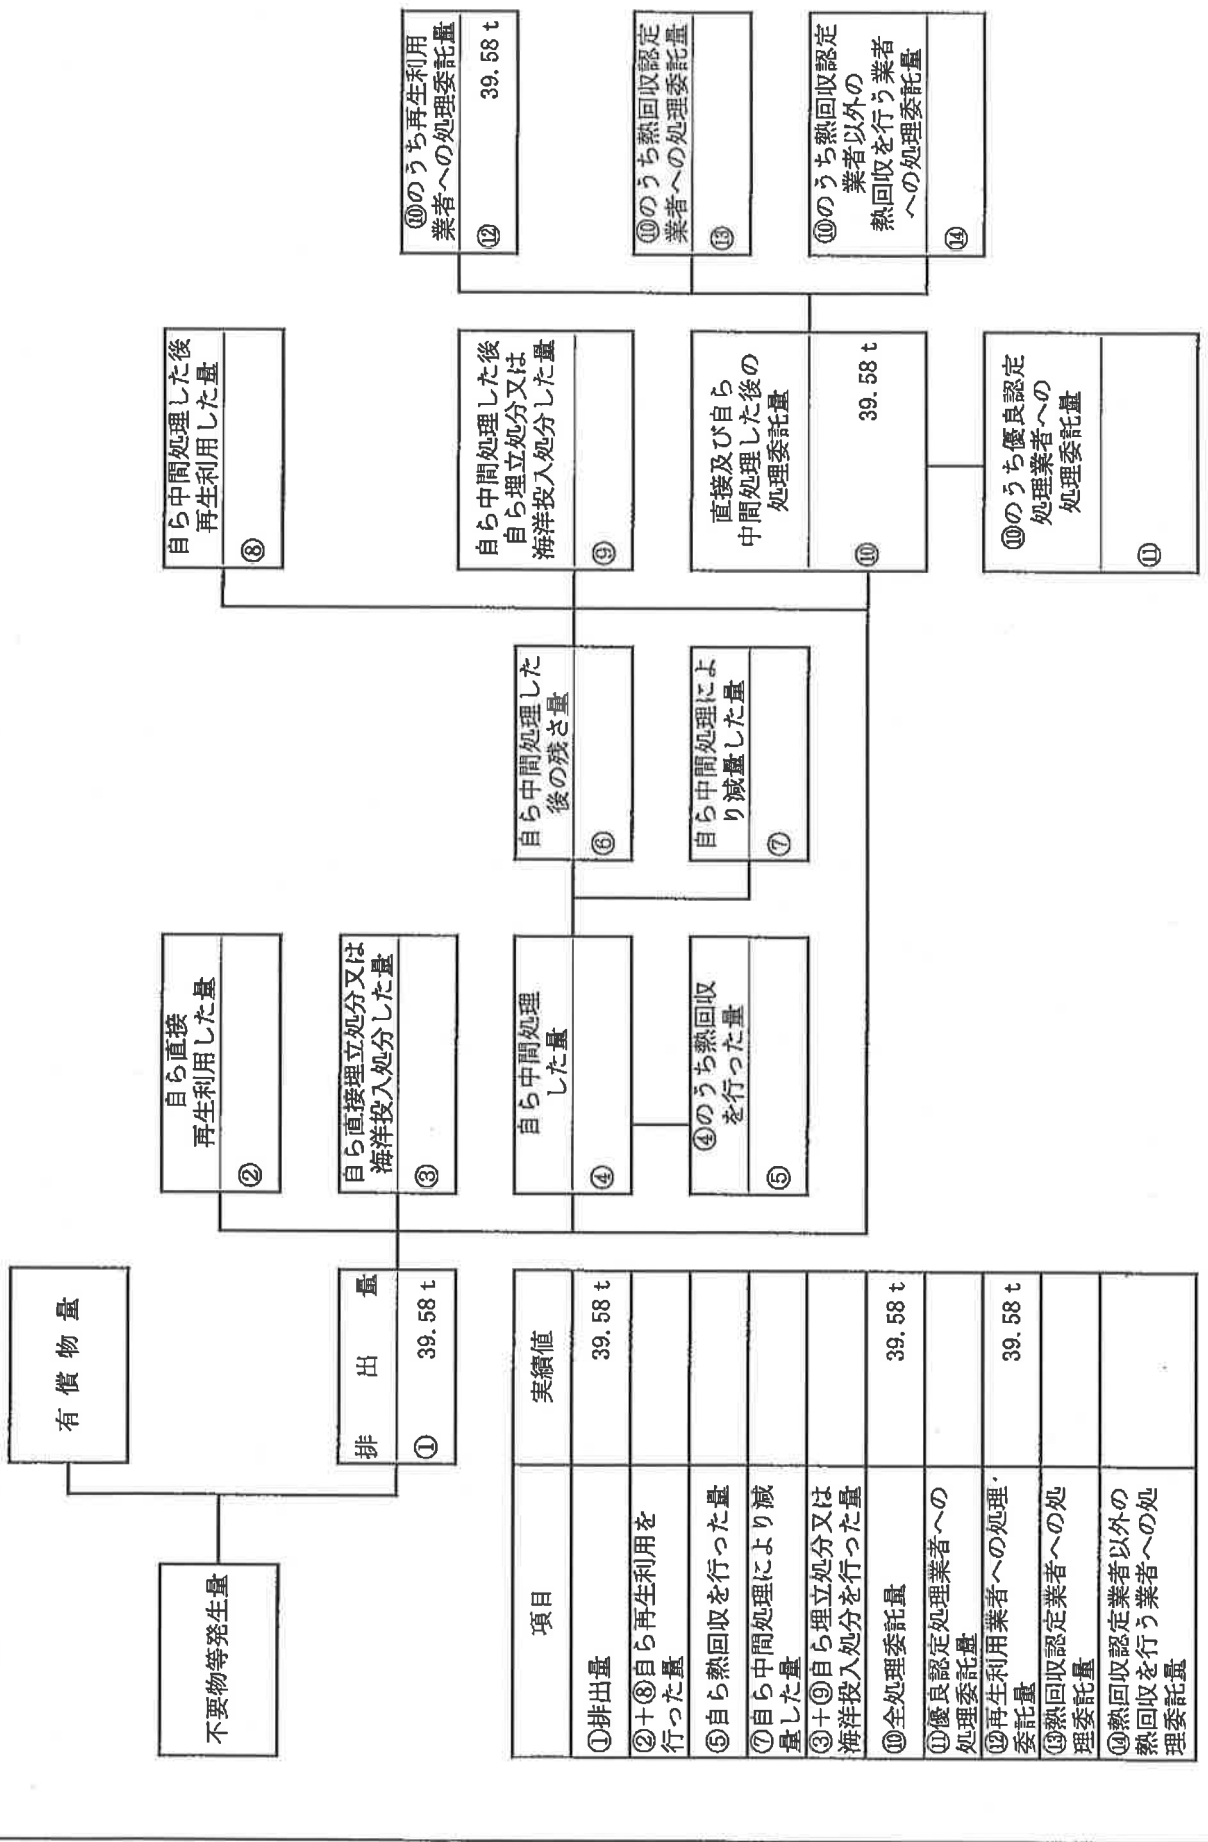 有償物量
不要物等発生量
排出量
① 39.58 t
自ら直接
再生利用した量
②
自ら直接埋立処分又は
海洋投入処分した量
③
自ら中間処理
した量
④
④のうち熱回収
を行った量
⑤
自ら中間処理した
後の残さ量
⑥
自ら中間処理によ
り減量した量
⑦
自ら中間処理した後
再生利用した量
⑧
自ら中間処理した後
自ら埋立処分又は
海洋投入処分した量
⑨
直接及び自ら
中間処理した後の
処理委託量
⑩ 39.58 t
⑩のうち優良認定
処理業者への
処理委託量
⑪
⑩のうち再生利用
業者への処理委託量
⑫ 39.58 t
⑩のうち熱回収認定
業者への処理委託量
⑬
⑩のうち熱回収認定
業者以外の
熱回収を行う業者
への処理委託量
⑭
項目 実績値
①排出量 39.58 t
②+⑧自ら再生利用を
行った量
⑤自ら熱回収を行った量
⑦自ら中間処理により減
量した量
③+⑨自ら埋立処分又は
海洋投入処分を行った量
⑩全処理委託量 39.58 t
⑪優良認定処理業者への
処理委託量
⑫再生利用業者への処理
委託量 39.58 t
⑬熱回収認定業者への処
理委託量
⑭熱回収認定業者以外の
熱回収を行う業者への処
理委託量